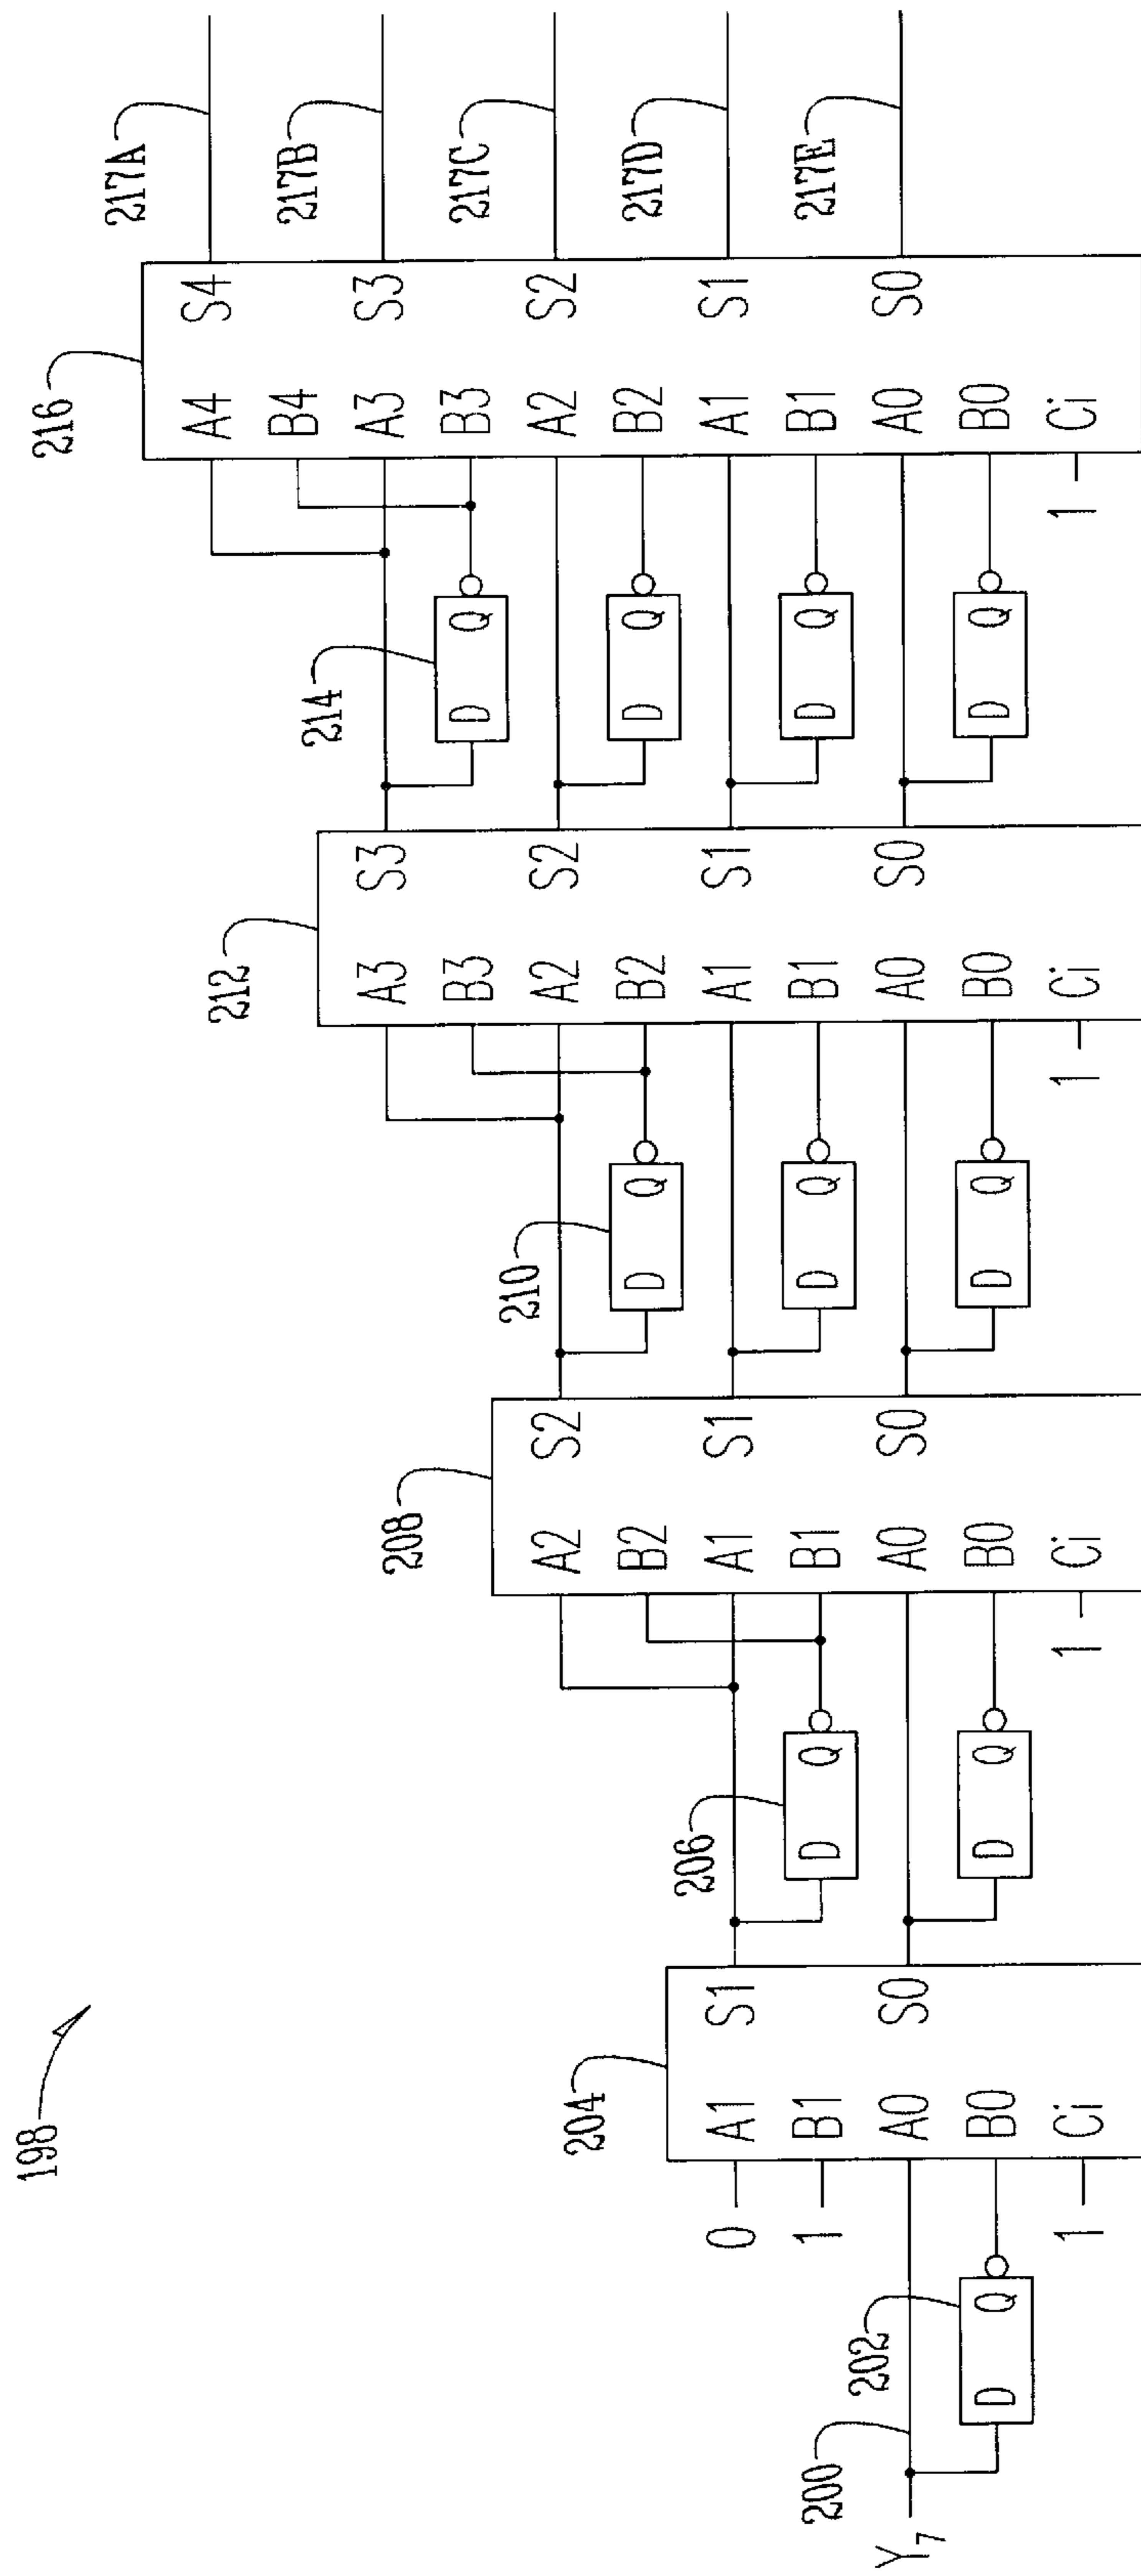 198
Y7
200
D Q
202
0
1
1
204
A1 S1
B1
A0 S0
B0
Ci
206
D Q
D Q
1
208
A2 S2
B2
A1 S1
B1
A0 S0
B0
Ci
210
D Q
D Q
D Q
1
212
A3 S3
B3
A2 S2
B2
A1 S1
B1
A0 S0
B0
Ci
214
D Q
D Q
D Q
D Q
1
216
A4 S4
B4
A3 S3
B3
A2 S2
B2
A1 S1
B1
A0 S0
B0
Ci
217A
217B
217C
217D
217E